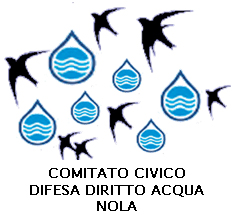 COMITATO CIVICO
DIFESA DIRITTO ACQUA
NOLA